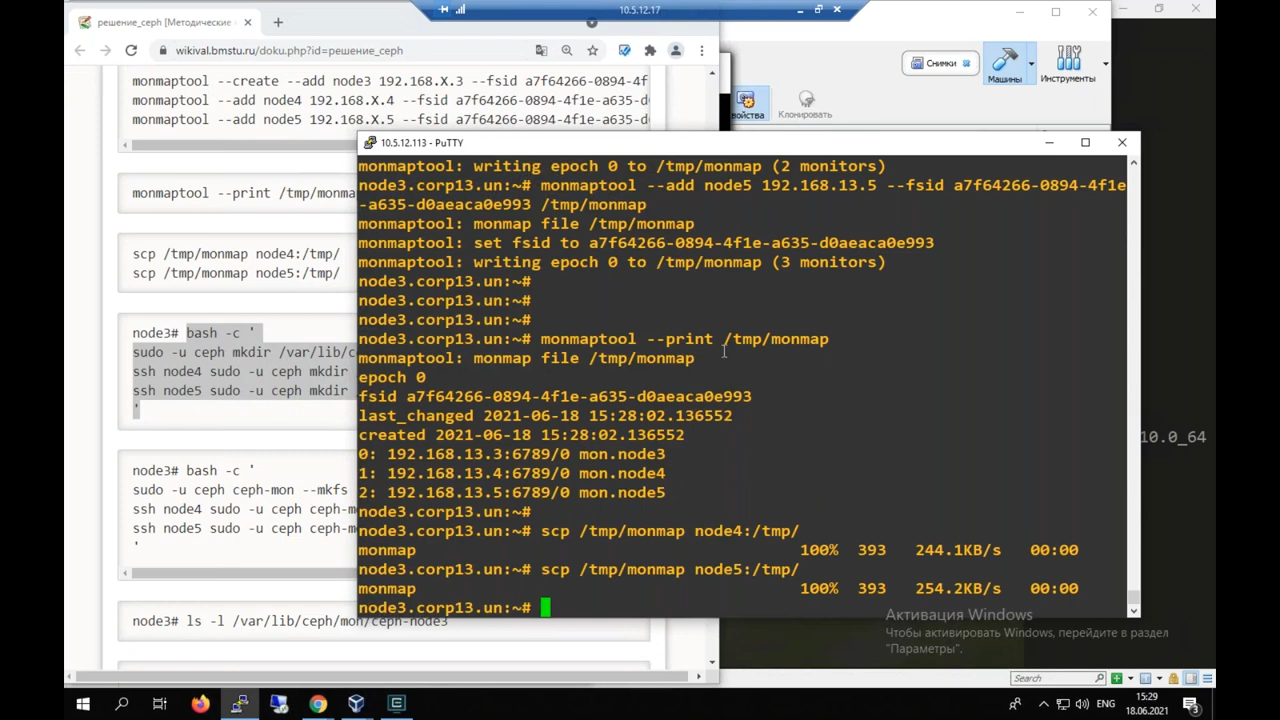 10.5.12.17
решение_ceph [Методические
wikival.bmstu.ru/doku.php?id=решение_ceph
Снимки
Машины
Инструменты
войства
Клонировать
monmaptool --create --add node3 192.168.X.3 --fsid a7f64266-0894-4f1
monmaptool --add node4 192.168.X.4 --fsid a7f64266-0894-4f1e-a635-d
monmaptool --add node5 192.168.X.5 --fsid a7f64266-0894-4f1e-a635-d
monmaptool --print /tmp/monma
scp /tmp/monmap node4:/tmp/
scp /tmp/monmap node5:/tmp/
node3# bash -c '
sudo -u ceph mkdir /var/lib/c
ssh node4 sudo -u ceph mkdir
ssh node5 sudo -u ceph mkdir
'
node3# bash -c '
sudo -u ceph ceph-mon --mkfs
ssh node4 sudo -u ceph ceph-m
ssh node5 sudo -u ceph ceph-m
'
node3# ls -l /var/lib/ceph/mon/ceph-node3
10.5.12.113 - PuTTY
monmaptool: writing epoch 0 to /tmp/monmap (2 monitors)
node3.corp13.un:~# monmaptool --add node5 192.168.13.5 --fsid a7f64266-0894-4f1e
-a635-d0aeaca0e993 /tmp/monmap
monmaptool: monmap file /tmp/monmap
monmaptool: set fsid to a7f64266-0894-4f1e-a635-d0aeaca0e993
monmaptool: writing epoch 0 to /tmp/monmap (3 monitors)
node3.corp13.un:~#
node3.corp13.un:~#
node3.corp13.un:~#
node3.corp13.un:~# monmaptool --print /tmp/monmap
monmaptool: monmap file /tmp/monmap
epoch 0
fsid a7f64266-0894-4f1e-a635-d0aeaca0e993
last_changed 2021-06-18 15:28:02.136552
created 2021-06-18 15:28:02.136552
0: 192.168.13.3:6789/0 mon.node3
1: 192.168.13.4:6789/0 mon.node4
2: 192.168.13.5:6789/0 mon.node5
node3.corp13.un:~#
node3.corp13.un:~# scp /tmp/monmap node4:/tmp/
monmap 100% 393 244.1KB/s 00:00
node3.corp13.un:~# scp /tmp/monmap node5:/tmp/
monmap 100% 393 254.2KB/s 00:00
node3.corp13.un:~#
10.0_64
Активация Windows
Чтобы активировать Windows, перейдите в раздел
"Параметры".
Search
ENG
15:29
18.06.2021
3